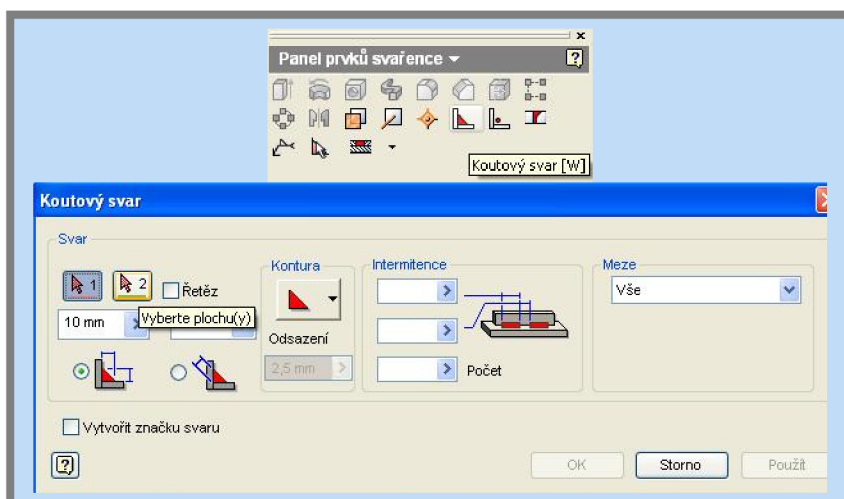 Panel prvků svařence
Koutový svar [W]
Koutový svar
Svar
1
2
Řetěz
Vyberte plochu(y)
10 mm
Kontura
Odsazení
2,5 mm
Intermitence
Počet
Meze
Vše
Vytvořit značku svaru
OK
Storno
Použít